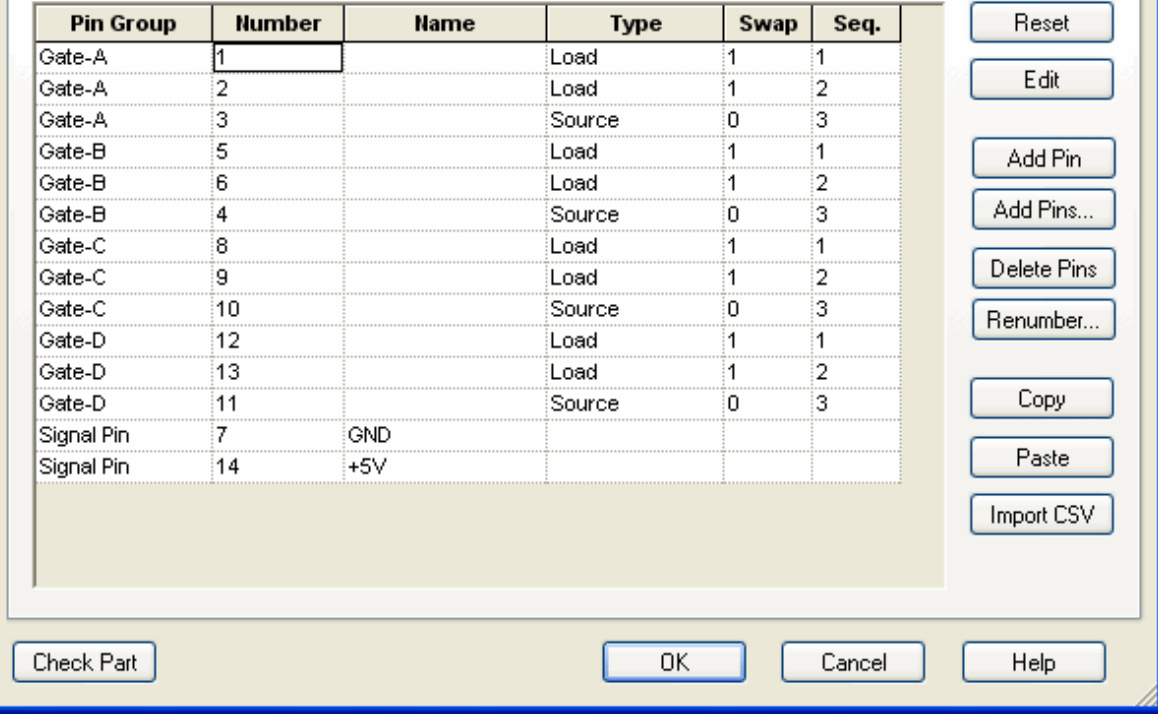 Pin Group Number Name Type Swap Seq.
Gate-A 1 Load 1 1
Gate-A 2 Load 1 2
Gate-A 3 Source 0 3
Gate-B 5 Load 1 1
Gate-B 6 Load 1 2
Gate-B 4 Source 0 3
Gate-C 8 Load 1 1
Gate-C 9 Load 1 2
Gate-C 10 Source 0 3
Gate-D 12 Load 1 1
Gate-D 13 Load 1 2
Gate-D 11 Source 0 3
Signal Pin 7 GND
Signal Pin 14 +5V
Reset
Edit
Add Pin
Add Pins...
Delete Pins
Renumber...
Copy
Paste
Import CSV
Check Part OK Cancel Help